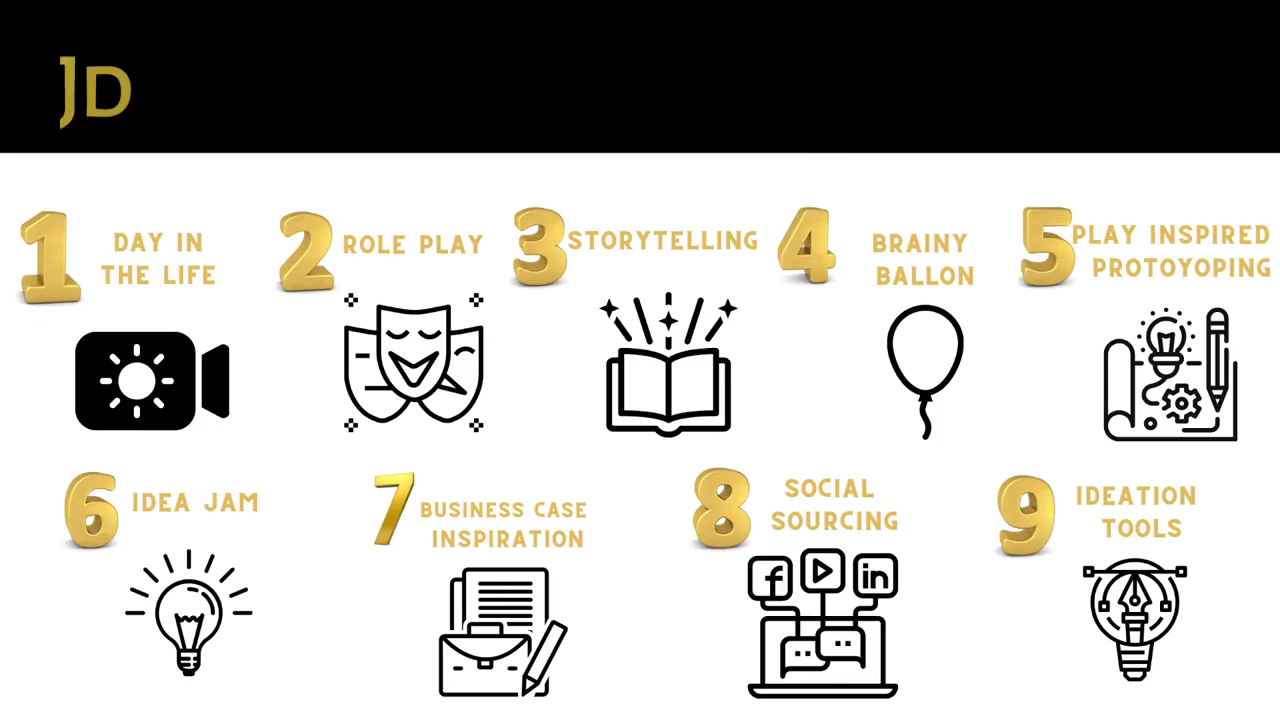 JD
1 DAY IN
THE LIFE
2 ROLE PLAY
3 STORYTELLING
4 BRAINY
BALLON
5 PLAY INSPIRED
PROTOYOPING
6 IDEA JAM
7 BUSINESS CASE
INSPIRATION
8 SOCIAL
SOURCING
9 IDEATION
TOOLS
f
in